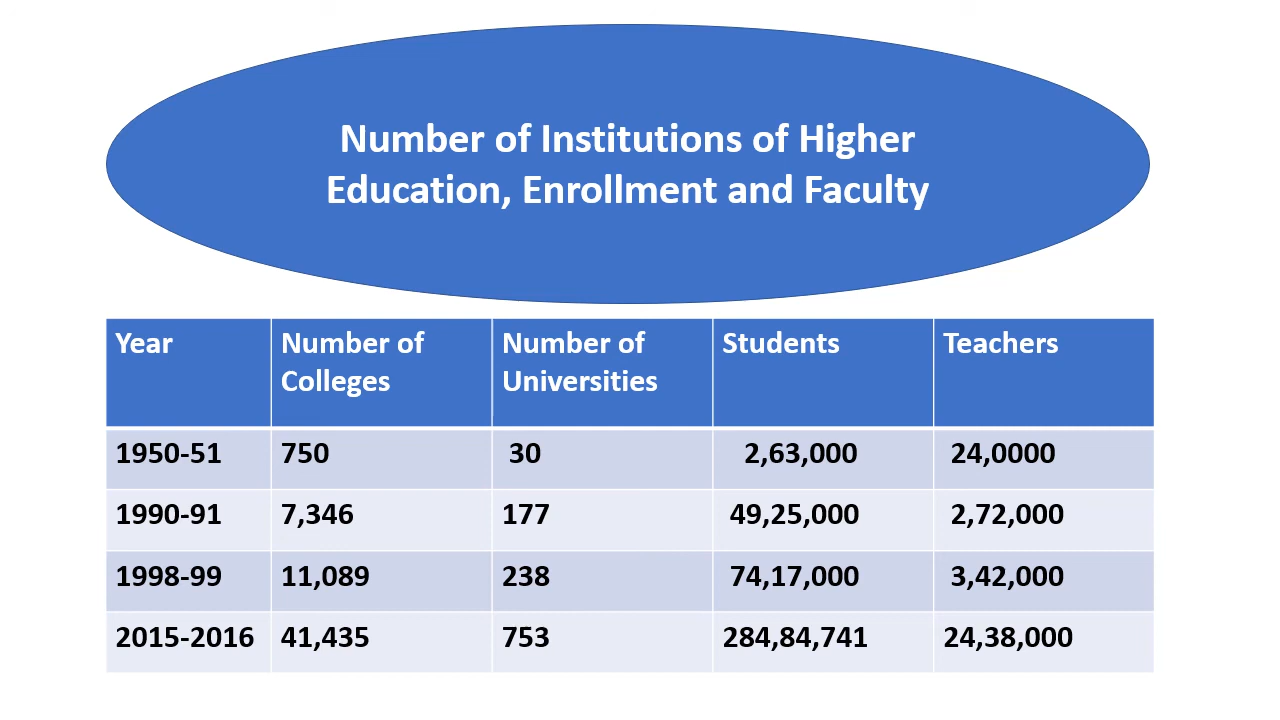 Number of Institutions of Higher
Education, Enrollment and Faculty
Year Number of Colleges Number of Universities Students Teachers
1950-51 750 30 2,63,000 24,0000
1990-91 7,346 177 49,25,000 2,72,000
1998-99 11,089 238 74,17,000 3,42,000
2015-2016 41,435 753 284,84,741 24,38,000